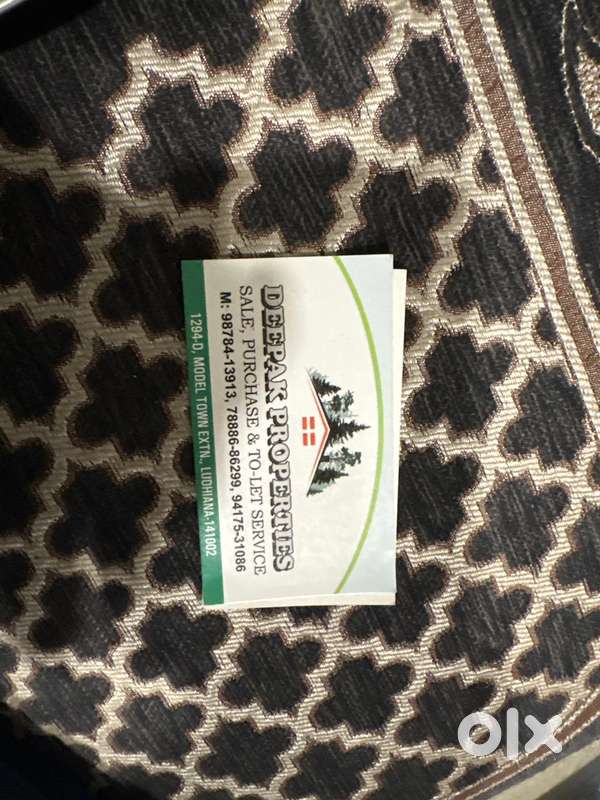 DEEPAK PROPERTIES
SALE, PURCHASE & TO-LET SERVICE
M: 98784-13913, 78886-86299, 94175-31086
1294-D, MODEL TOWN EXTN., LUDHIANA-141002
olx